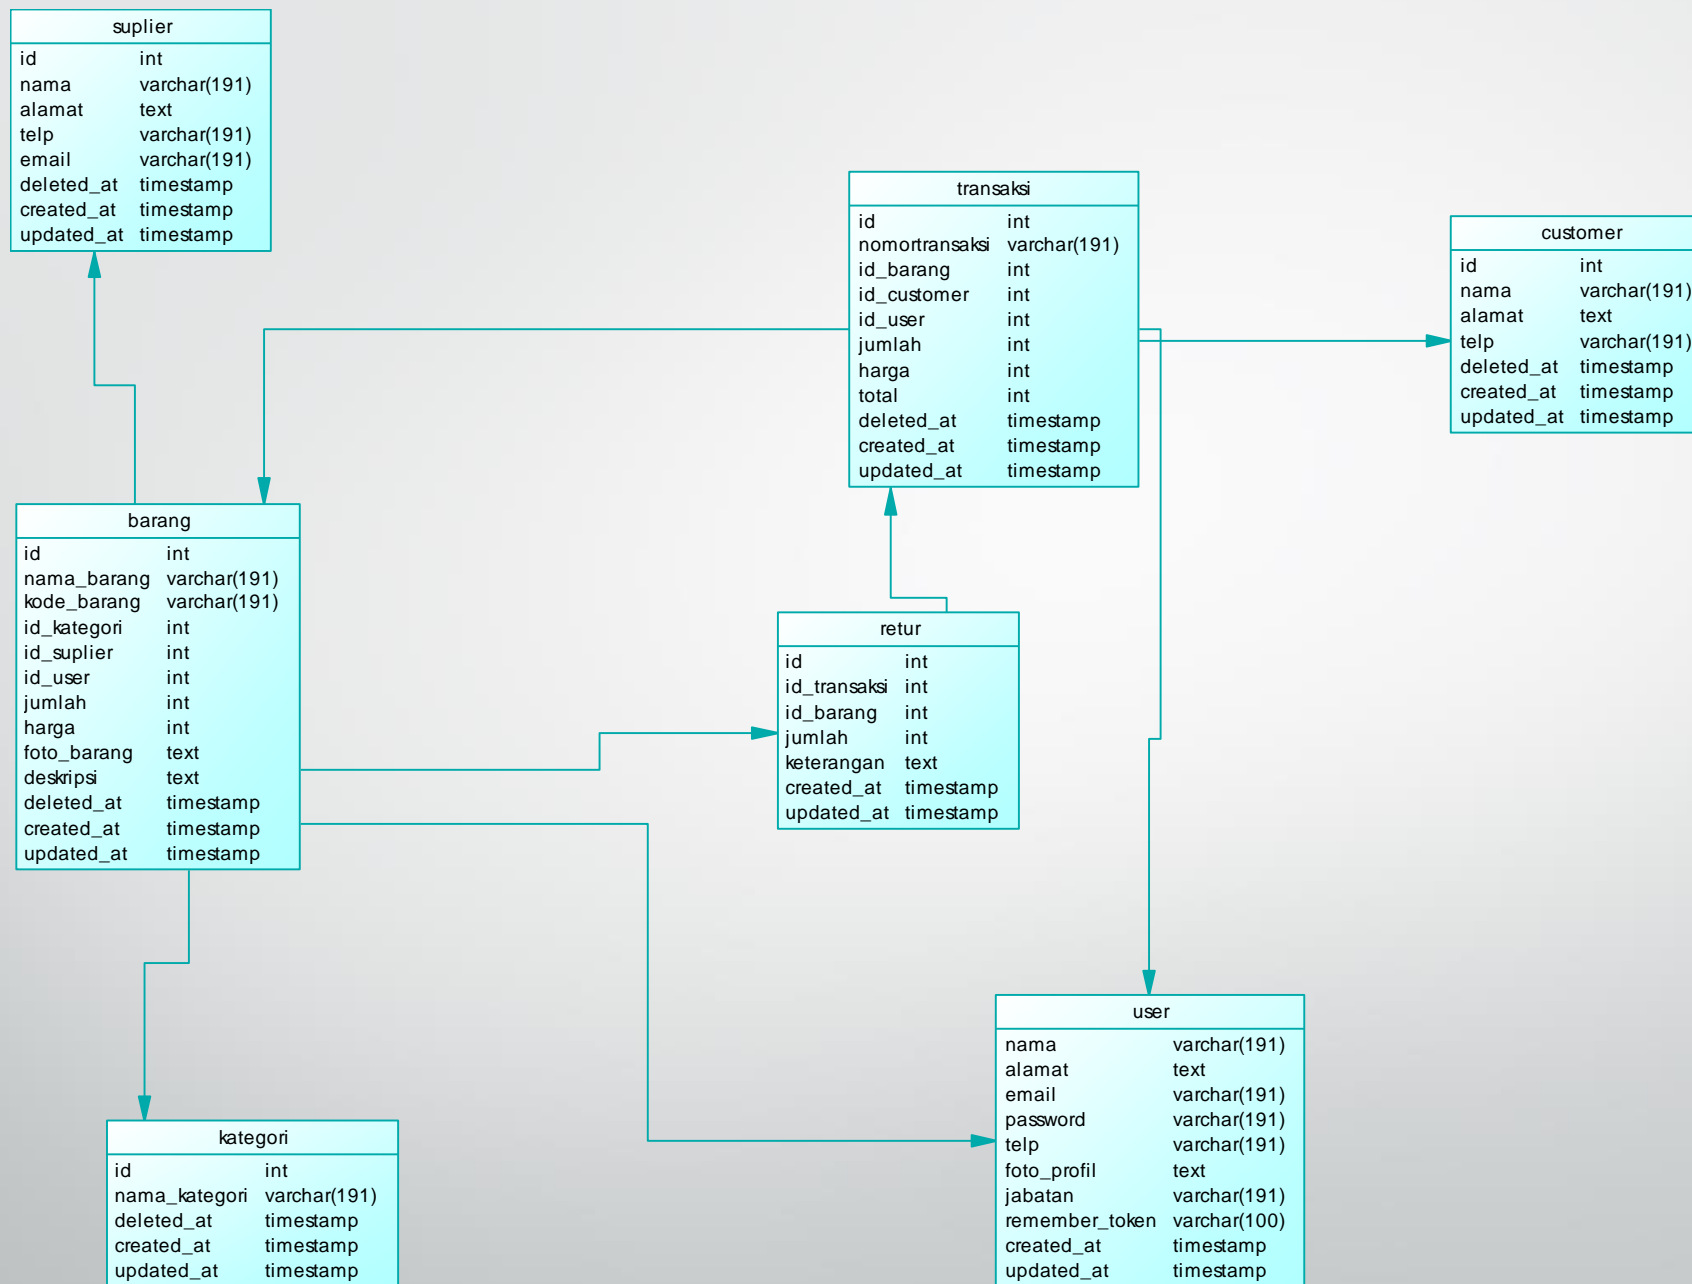 suplier
id int
nama varchar(191)
alamat text
telp varchar(191)
email varchar(191)
deleted_at timestamp
created_at timestamp
updated_at timestamp
transaksi
id int
nomortransaksi varchar(191)
id_barang int
id_customer int
id_user int
jumlah int
harga int
total int
deleted_at timestamp
created_at timestamp
updated_at timestamp
customer
id int
nama varchar(191)
alamat text
telp varchar(191)
deleted_at timestamp
created_at timestamp
updated_at timestamp
barang
id int
nama_barang varchar(191)
kode_barang varchar(191)
id_kategori int
id_suplier int
id_user int
jumlah int
harga int
foto_barang text
deskripsi text
deleted_at timestamp
created_at timestamp
updated_at timestamp
retur
id int
id_transaksi int
id_barang int
jumlah int
keterangan text
created_at timestamp
updated_at timestamp
kategori
id int
nama_kategori varchar(191)
deleted_at timestamp
created_at timestamp
updated_at timestamp
user
nama varchar(191)
alamat text
email varchar(191)
password varchar(191)
telp varchar(191)
foto_profil text
jabatan varchar(191)
remember_token varchar(100)
created_at timestamp
updated_at timestamp